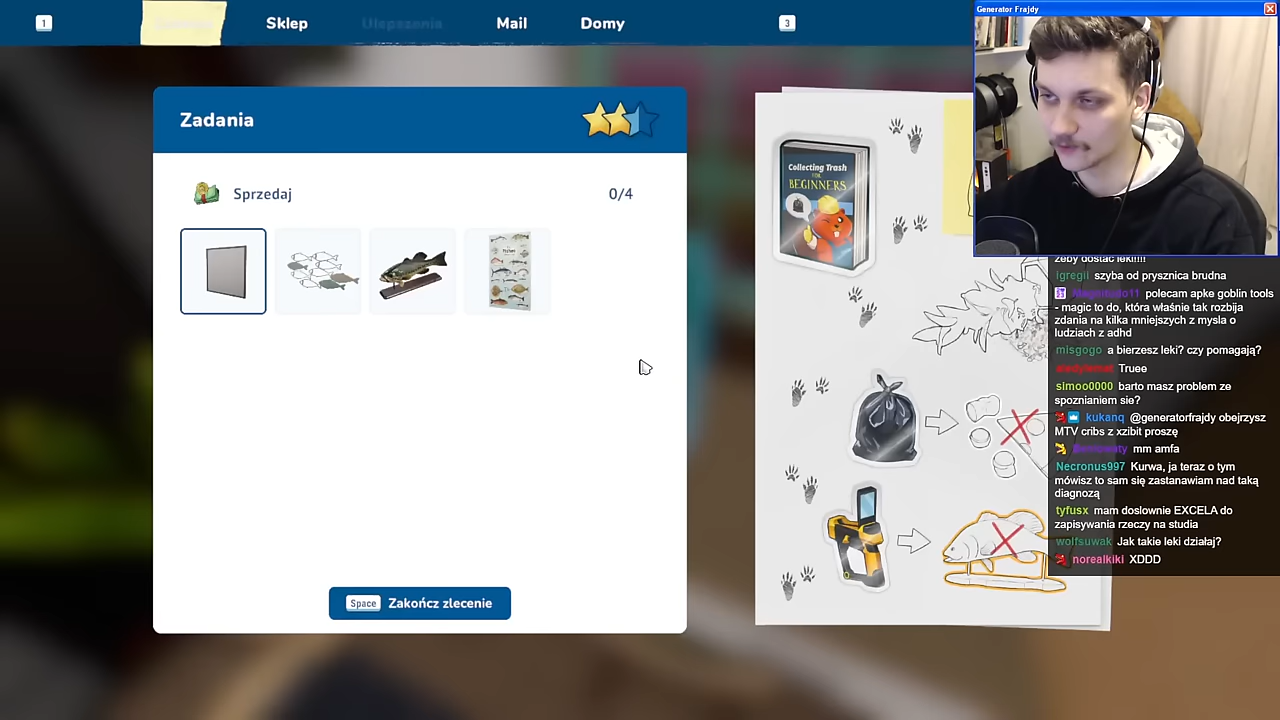 1 Sklep Ulepszenia Mail Domy 3
Generator Frajdy
Zadania
Sprzedaj 0/4
Space Zakończ zlecenie
Collecting Trash
FOR
BEGINNERS
żeby dostać leki!!!!
igregii szyba od prysznica brudna
polecam apke goblin tools
- magic to do, która właśnie tak rozbija
zdania na kilka mniejszych z mysla o
ludziach z adhd
misgogo a bierzesz leki? czy pomagają?
Truee
simoo0000 barto masz problem ze
spoznianiem sie?
kukanq @generatorfrajdy obejrzysz
MTV cribs z xzibit proszę
mm amfa
Necronus997 Kurwa, ja teraz o tym
mówisz to sam się zastanawiam nad taką
diagnozą
tyfusx mam doslownie EXCELA do
zapisywania rzeczy na studia
wolfsuwak Jak takie leki działaj?
norealkiki XDDD